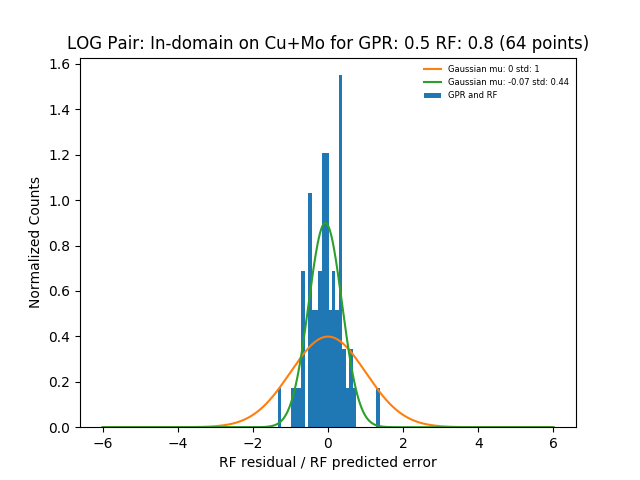 LOG Pair: In-domain on Cu+Mo for GPR: 0.5 RF: 0.8 (64 points)
Gaussian mu: 0 std: 1
Gaussian mu: -0.07 std: 0.44
GPR and RF
Normalized Counts
1.6
1.4
1.2
1.0
0.8
0.6
0.4
0.2
0.0
−6 −4 −2 0 2 4 6
RF residual / RF predicted error